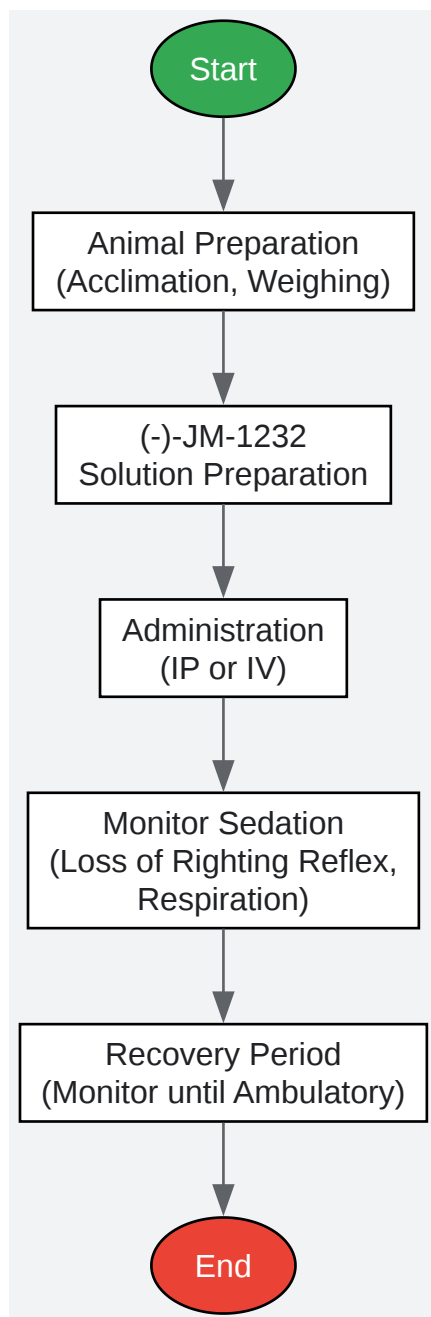 Start
Animal Preparation
(Acclimation, Weighing)
(-)-JM-1232
Solution Preparation
Administration
(IP or IV)
Monitor Sedation
(Loss of Righting Reflex,
Respiration)
Recovery Period
(Monitor until Ambulatory)
End